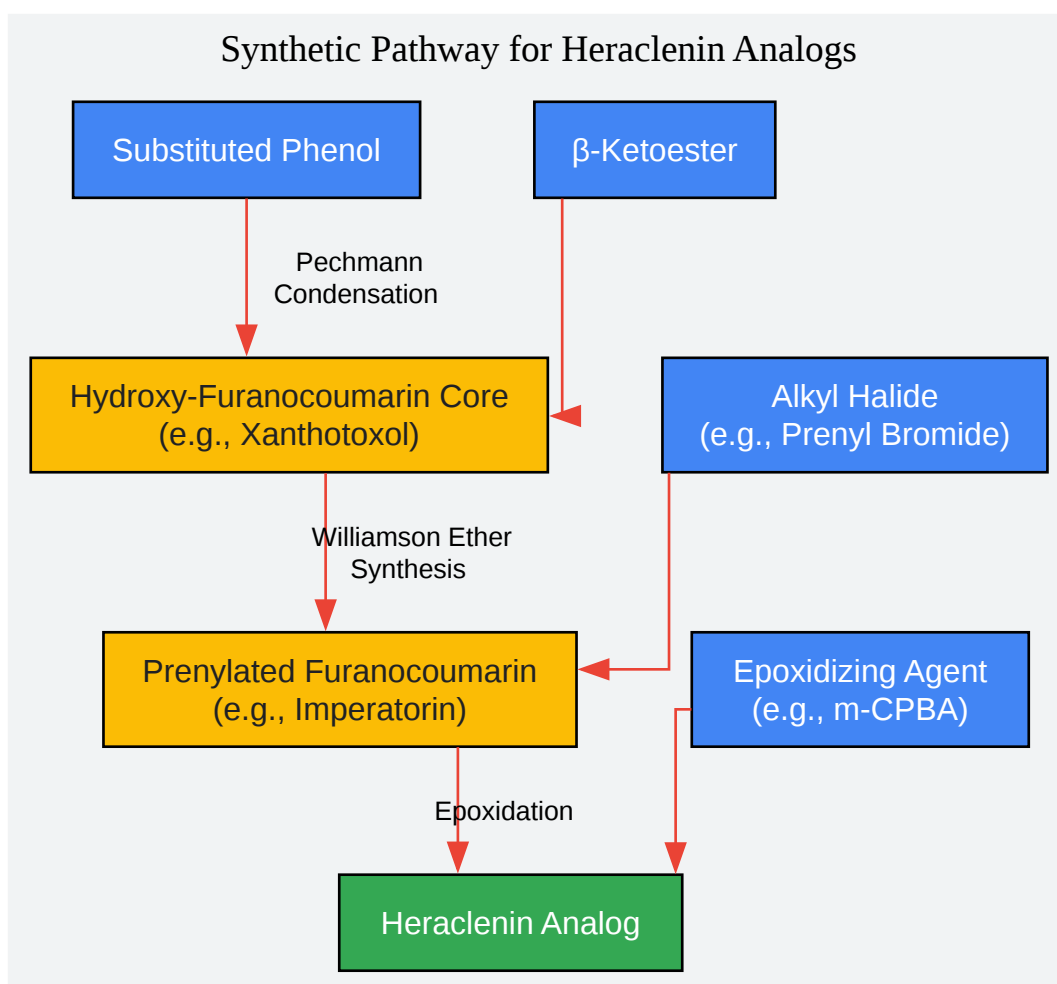 Synthetic Pathway for Heraclenin Analogs
Substituted Phenol
β-Ketoester
Pechmann
Condensation
Hydroxy-Furanocoumarin Core
(e.g., Xanthotoxol)
Alkyl Halide
(e.g., Prenyl Bromide)
Williamson Ether
Synthesis
Prenylated Furanocoumarin
(e.g., Imperatorin)
Epoxidizing Agent
(e.g., m-CPBA)
Epoxidation
Heraclenin Analog